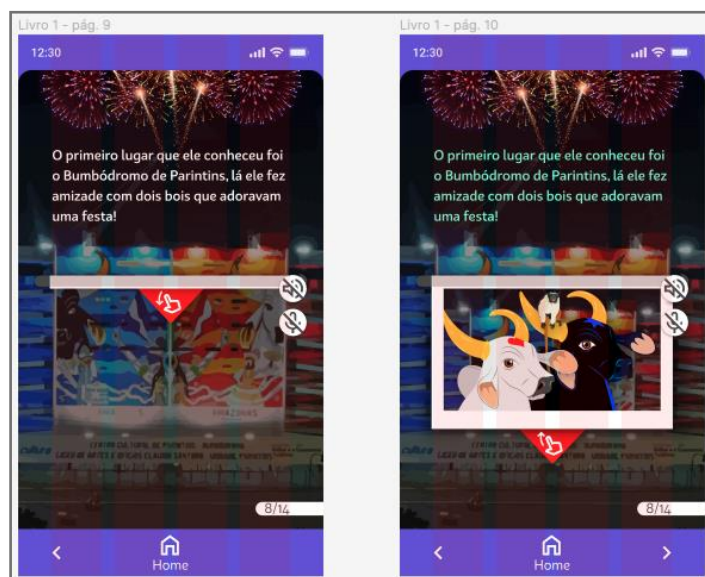 Livro 1 - pág. 9
12:30
O primeiro lugar que ele conheceu foi
o Bumbódromo de Parintins, lá ele fez
amizade com dois bois que adoravam
uma festa!
8/14
Home
Livro 1 - pág. 10
12:30
O primeiro lugar que ele conheceu foi
o Bumbódromo de Parintins, lá ele fez
amizade com dois bois que adoravam
uma festa!
8/14
Home